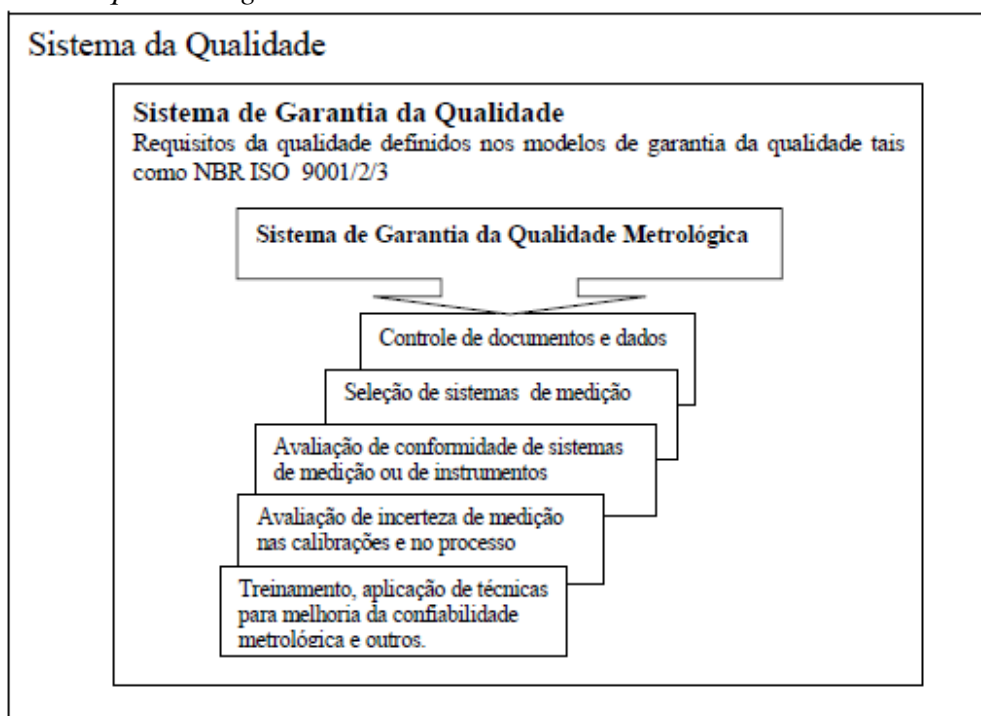 Sistema da Qualidade
Sistema de Garantia da Qualidade
Requisitos da qualidade definidos nos modelos de garantia da qualidade tais
como NBR ISO 9001/2/3
Sistema de Garantia da Qualidade Metrológica
Controle de documentos e dados
Seleção de sistemas de medição
Avaliação de conformidade de sistemas
de medição ou de instrumentos
Avaliação de incerteza de medição
nas calibrações e no processo
Treinamento, aplicação de técnicas
para melhoria da confiabilidade
metrológica e outros.